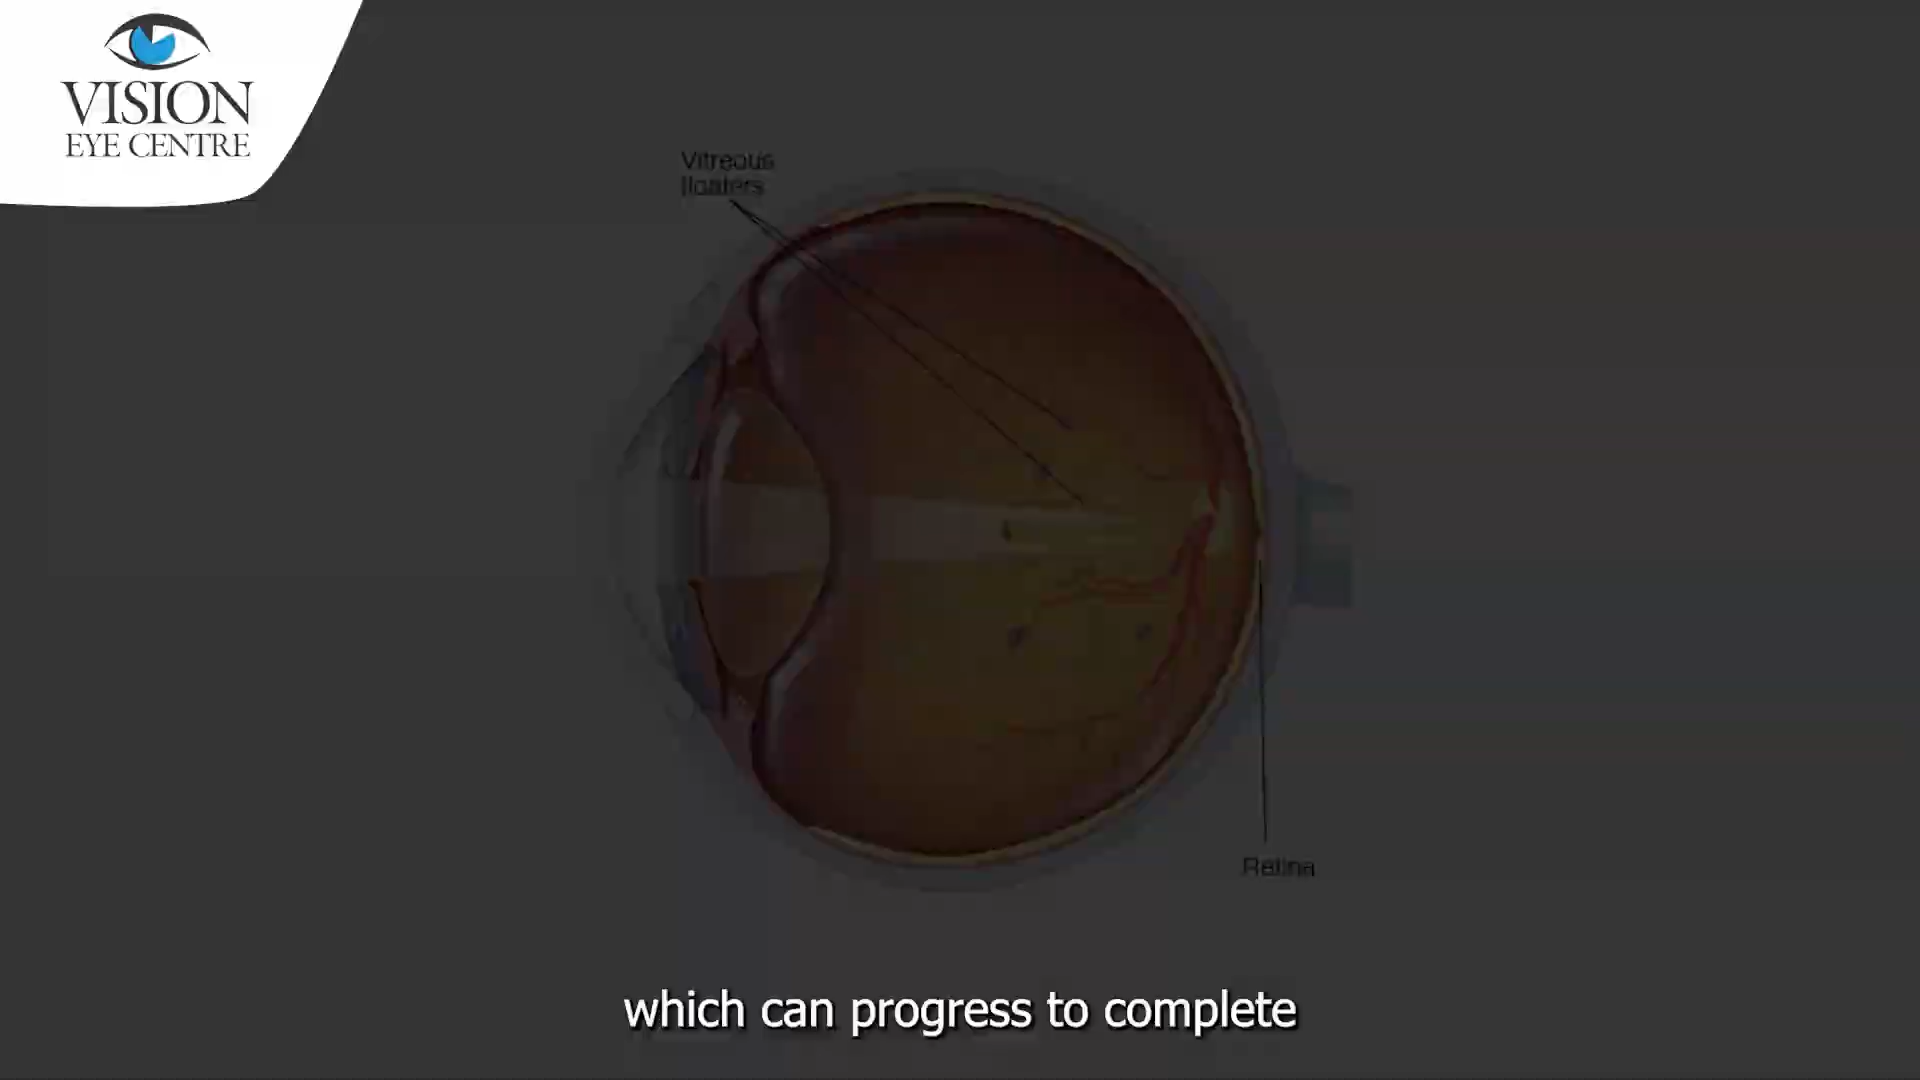 VISION
EYE CENTRE
Vitreous
floaters
Retina
which can progress to complete